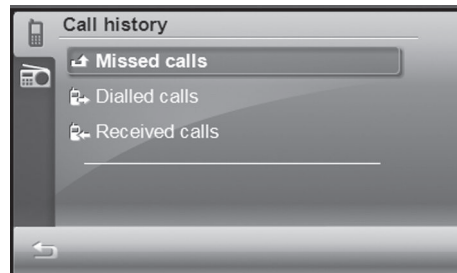 Call history
Missed calls
Dialled calls
Received calls